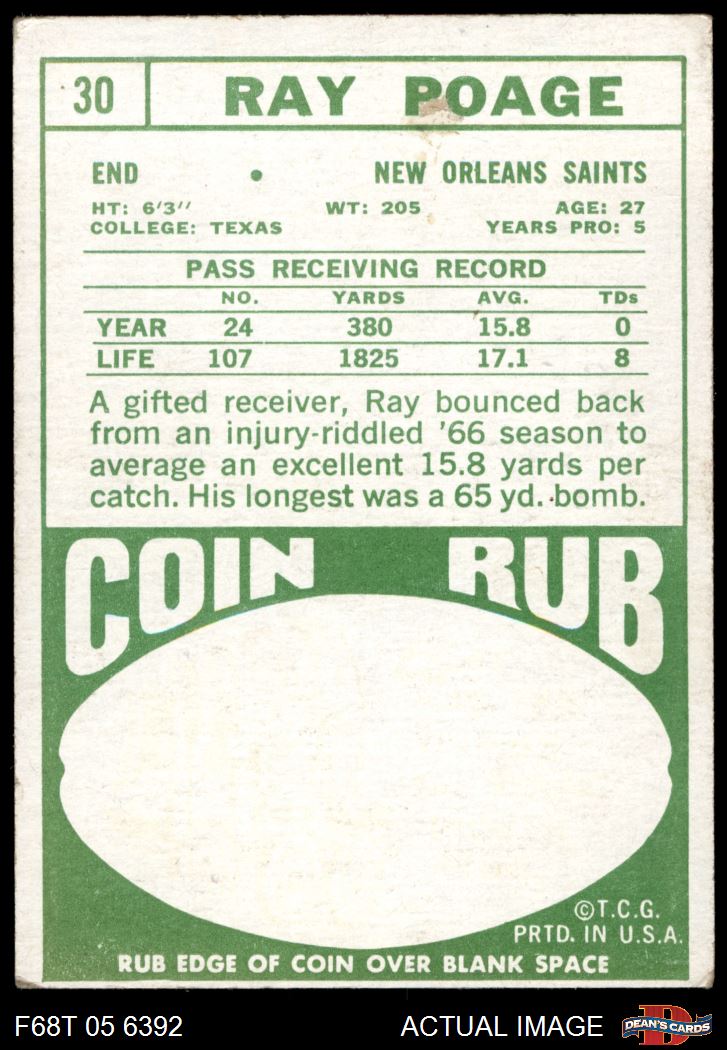 30 RAY POAGE
END • NEW ORLEANS SAINTS
HT: 6'3" WT: 205 AGE: 27
COLLEGE: TEXAS YEARS PRO: 5
PASS RECEIVING RECORD
NO. YARDS AVG. TDs
YEAR 24 380 15.8 0
LIFE 107 1825 17.1 8
A gifted receiver, Ray bounced back
from an injury-riddled '66 season to
average an excellent 15.8 yards per
catch. His longest was a 65 yd. bomb.
COIN RUB
©T.C.G.
PRTD. IN U.S.A.
RUB EDGE OF COIN OVER BLANK SPACE
F68T 05 6392 ACTUAL IMAGE DEAN'S CARDS